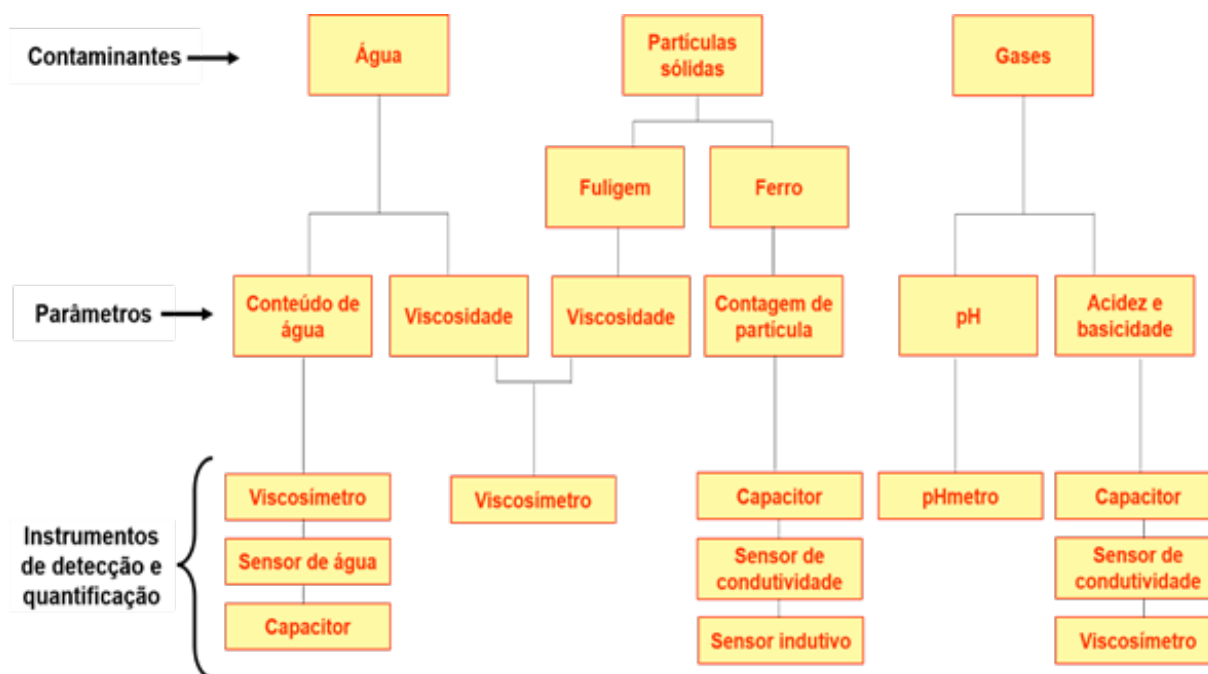 Contaminantes
Água
Partículas
sólidas
Gases
Fuligem
Ferro
Parâmetros
Conteúdo de
água
Viscosidade
Viscosidade
Contagem de
partícula
pH
Acidez e
basicidade
Instrumentos
de detecção e
quantificação
Viscosímetro
Sensor de água
Capacitor
Viscosímetro
Capacitor
Sensor de
condutividade
Sensor indutivo
pHmetro
Capacitor
Sensor de
condutividade
Viscosímetro